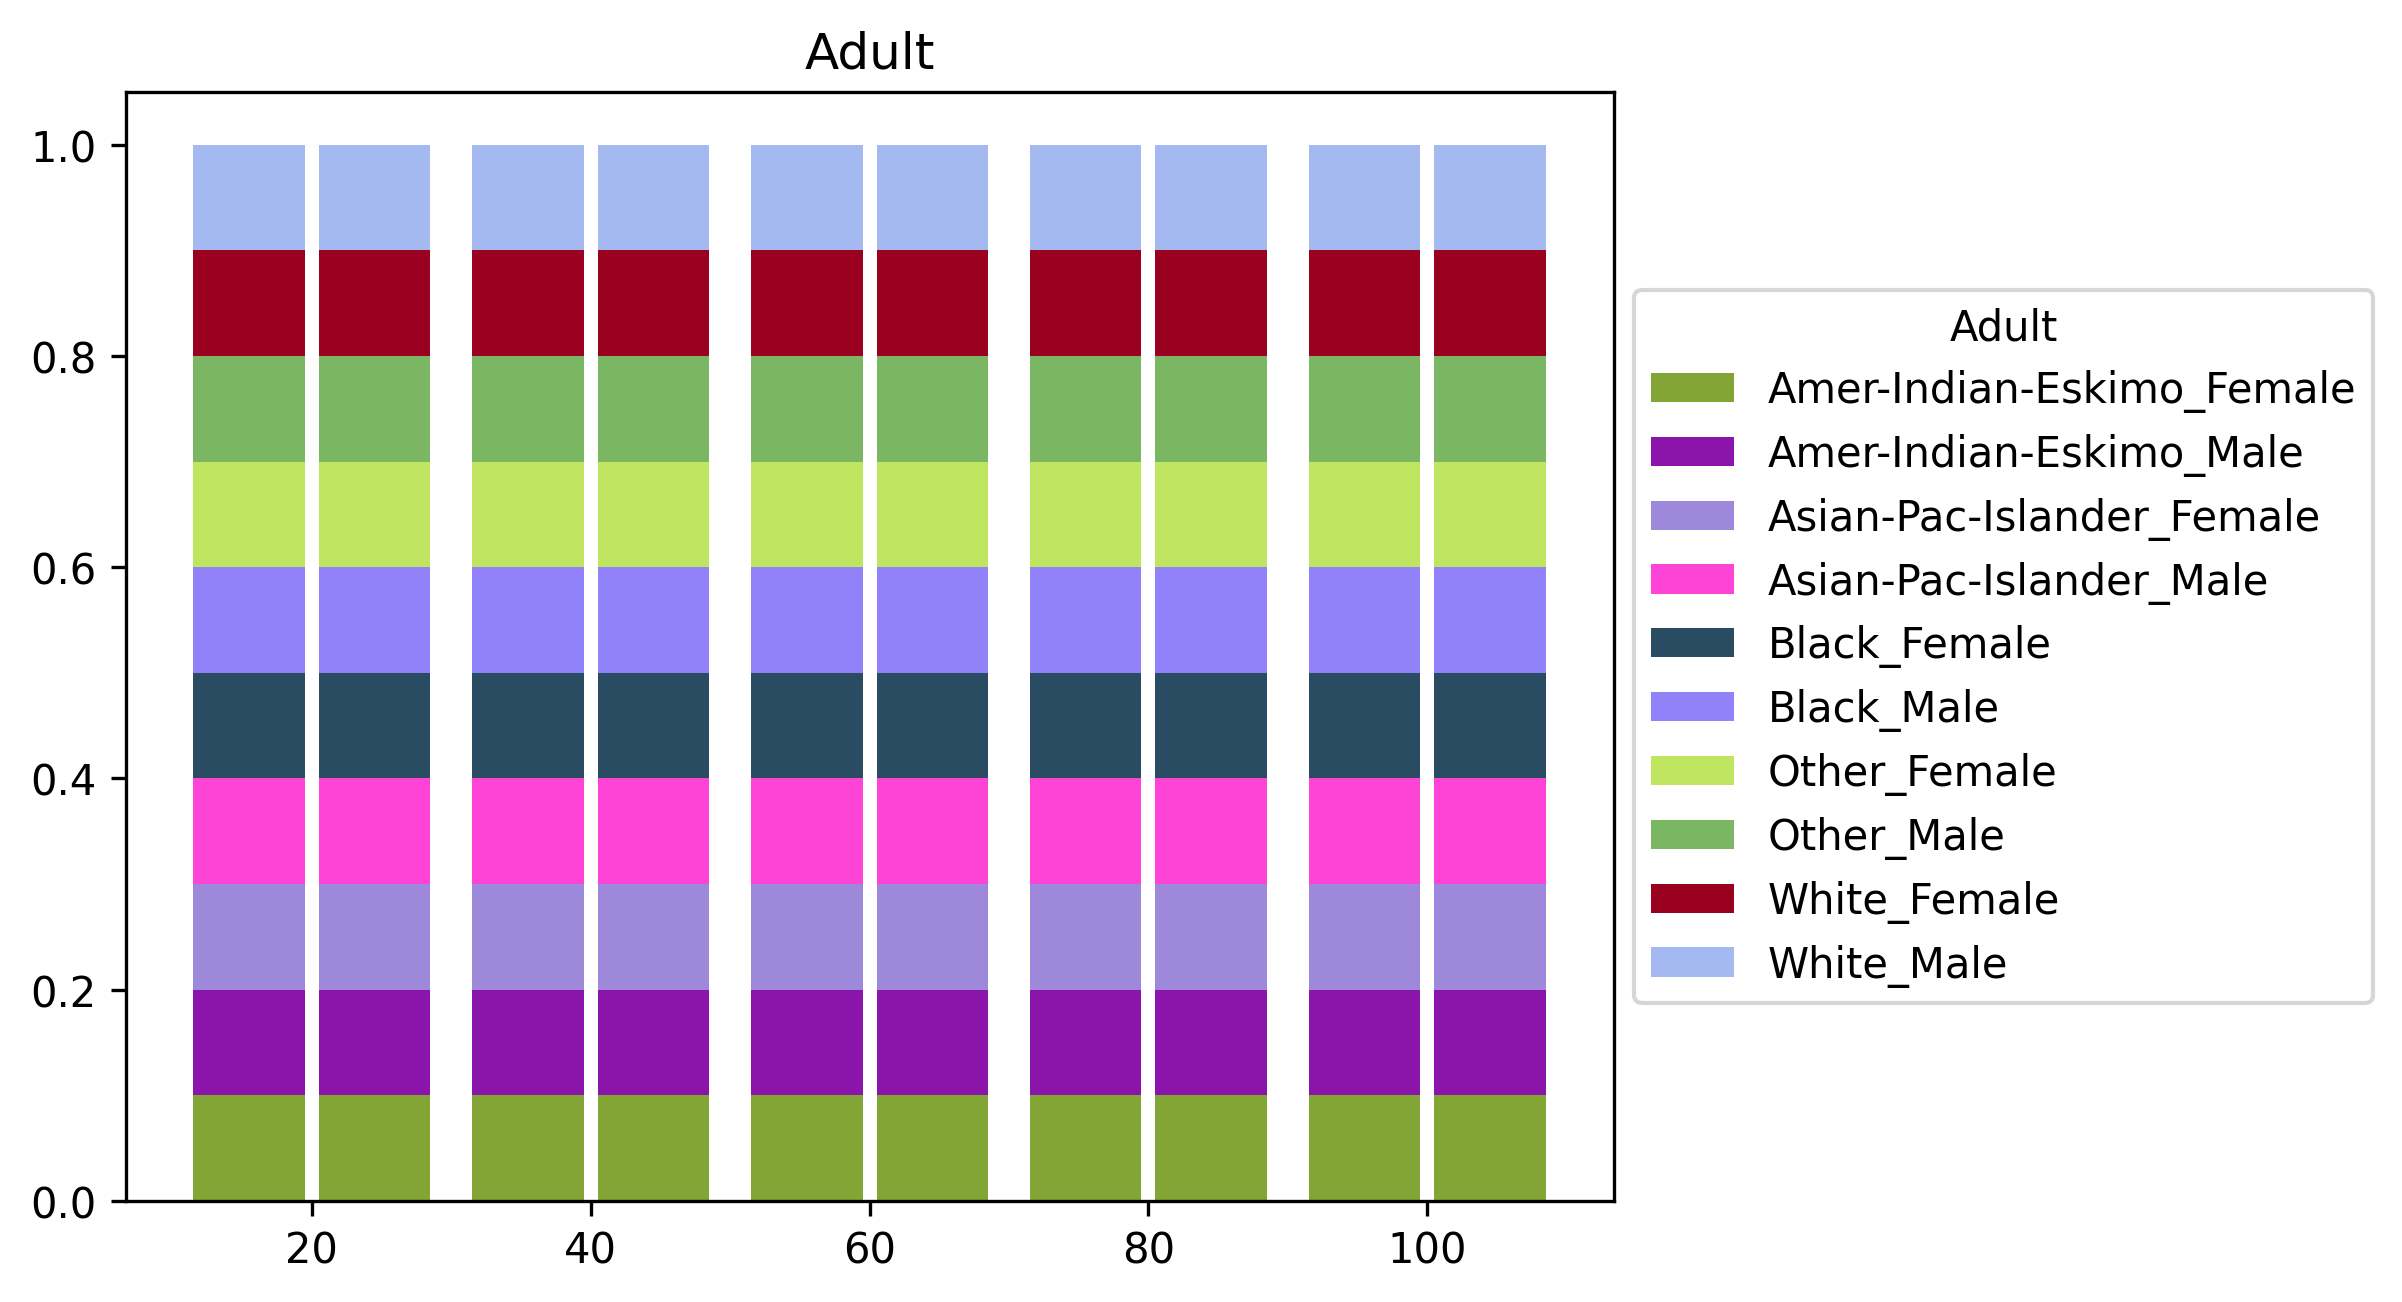 Adult
1.0
0.8
0.6
0.4
0.2
0.0
20 40 60 80 100
Adult
Amer-Indian-Eskimo_Female
Amer-Indian-Eskimo_Male
Asian-Pac-Islander_Female
Asian-Pac-Islander_Male
Black_Female
Black_Male
Other_Female
Other_Male
White_Female
White_Male